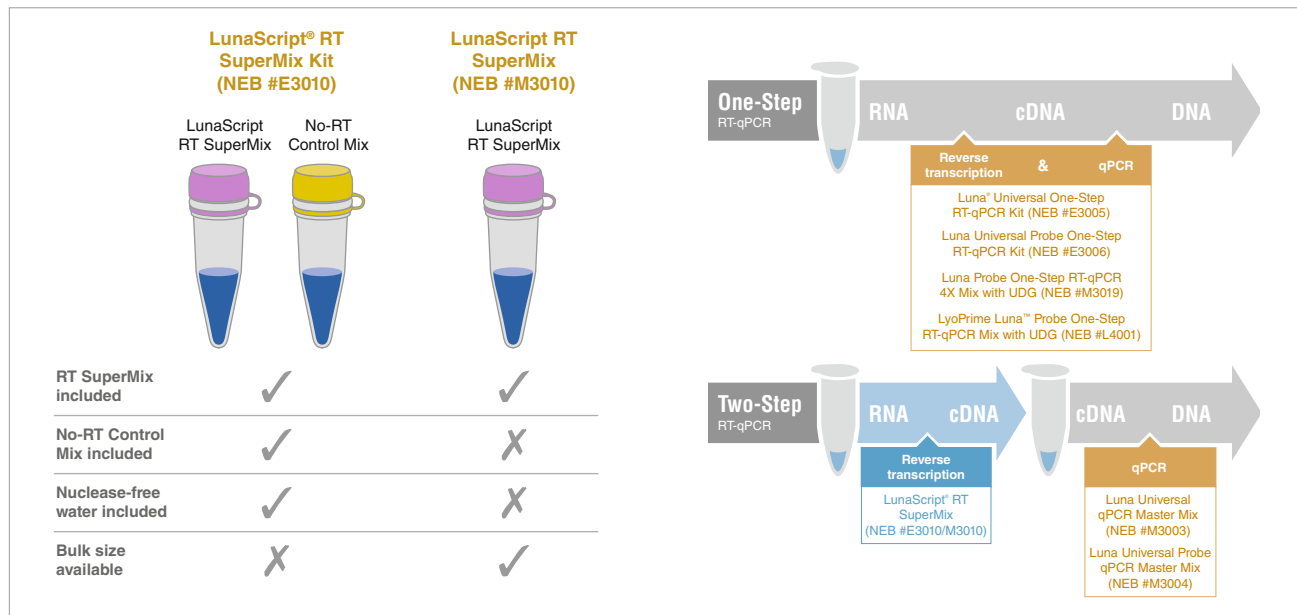 LunaScript® RT
SuperMix Kit
(NEB #E3010)
LunaScript RT
SuperMix
(NEB #M3010)
LunaScript
RT SuperMix
No-RT
Control Mix
LunaScript
RT SuperMix
RT SuperMix
included
No-RT Control
Mix included
Nuclease-free
water included
Bulk size
available
One-Step
RT-qPCR
RNA
cDNA
DNA
Reverse
transcription
&
qPCR
Luna® Universal One-Step
RT-qPCR Kit (NEB #E3005)
Luna Universal Probe One-Step
RT-qPCR Kit (NEB #E3006)
Luna Probe One-Step RT-qPCR
4X Mix with UDG (NEB #M3019)
LyoPrime Luna™ Probe One-Step
RT-qPCR Mix with UDG (NEB #L4001)
Two-Step
RT-qPCR
RNA
cDNA
cDNA
DNA
Reverse
transcription
LunaScript® RT
SuperMix
(NEB #E3010/M3010)
qPCR
Luna Universal
qPCR Master Mix
(NEB #M3003)
Luna Universal Probe
qPCR Master Mix
(NEB #M3004)